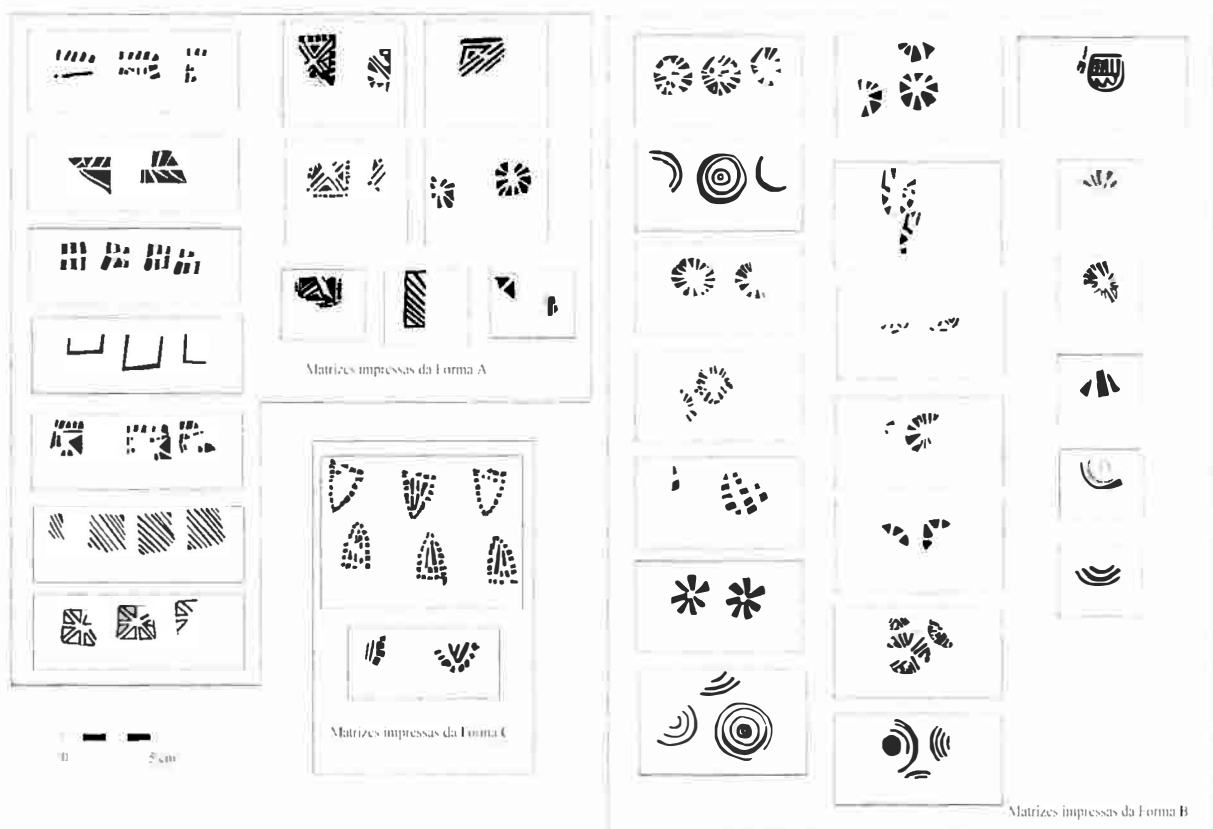 Matrizes impressas da Forma A
Matrizes impressas da Forma C
0 5 cm
Matrizes impressas da Forma B